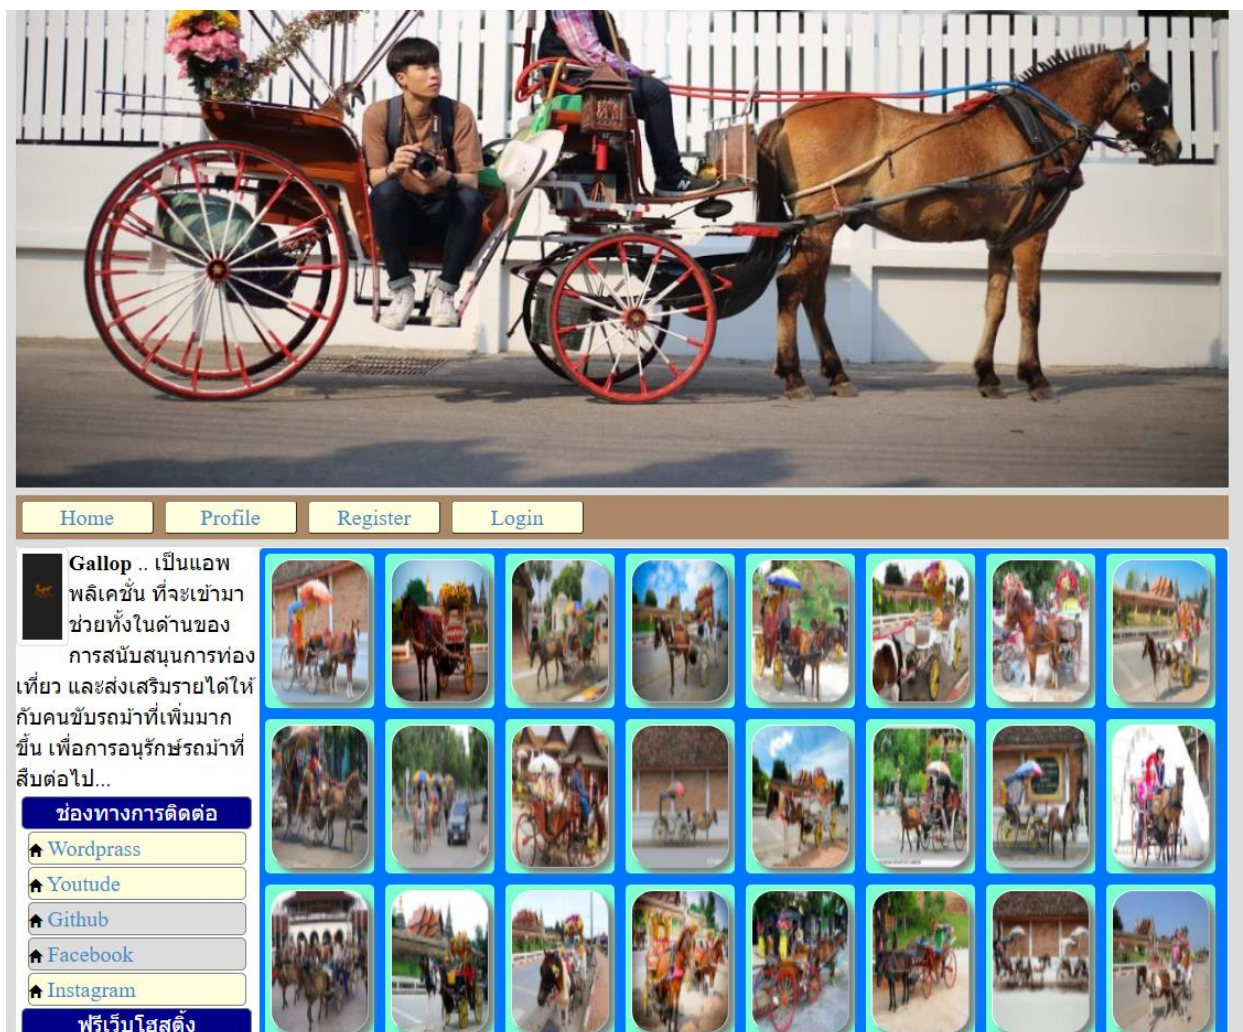 Home
Profile
Register
Login
Gallop .. เป็นแอพ
พลิเคชั่น ที่จะเข้ามา
ช่วยทั้งในด้านของ
การสนับสนุนการท่อง
เที่ยว และส่งเสริมรายได้ให้
กับคนขับรถม้าที่เพิ่มมาก
ขึ้น เพื่อการอนุรักษ์รถม้าที่
สืบต่อไป...
ช่องทางการติดต่อ
Wordprass
Youtude
Github
Facebook
Instagram
ฟรีเว็บโฮสติ้ง